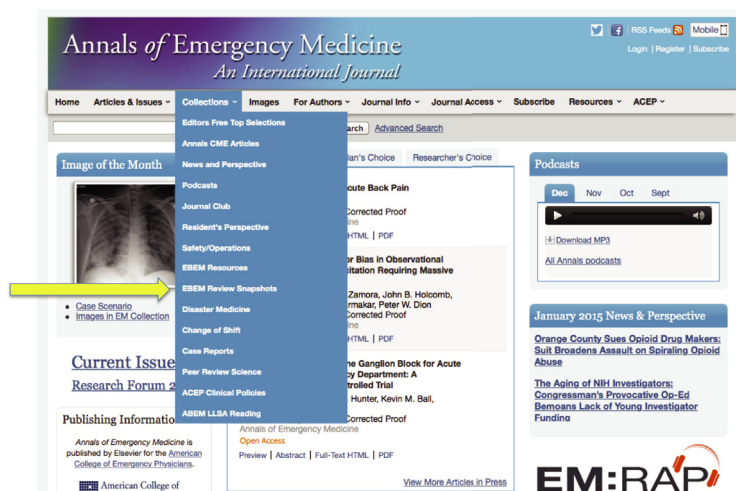 Annals of Emergency Medicine
An International Journal
RSS Feeds Mobile
Login | Register | Subscribe
Home Articles & Issues Collections Images For Authors Journal Info Journal Access Subscribe Resources ACEP
Advanced Search
Editors Free Top Selections
Annals CME Articles
News and Perspective
Podcasts
Journal Club
Resident's Perspective
Safety/Operations
EBEM Resources
EBEM Review Snapshots
Disaster Medicine
Change of Shift
Case Reports
Peer Review Science
ACEP Clinical Policies
ABEM LLSA Reading
Image of the Month
Case Scenario
Images in EM Collection
Current Issue
Research Forum
Publishing Informatio
Annals of Emergency Medicine is
published by Elsevier for the American
College of Emergency Physicians.
American College of
ian's Choice Researcher's Choice
cute Back Pain
Corrected Proof
ine
HTML | PDF
or Bias in Observational
citation Requiring Massive
Zamora, John B. Holcomb,
rmakar, Peter W. Dion
Corrected Proof
ine
HTML | PDF
ne Ganglion Block for Acute
cy Department: A
trolled Trial
Hunter, Kevin M. Ball,
Corrected Proof
Annals of Emergency Medicine
Open Access
Preview | Abstract | Full-Text HTML | PDF
View More Articles in Press
Podcasts
Dec Nov Oct Sept
Download MP3
All Annals podcasts
January 2015 News & Perspective
Orange County Sues Opioid Drug Makers:
Suit Broadens Assault on Spiraling Opioid
Abuse
The Aging of NIH Investigators:
Congressman's Provocative Op-Ed
Bemoans Lack of Young Investigator
Funding
EM:RAP